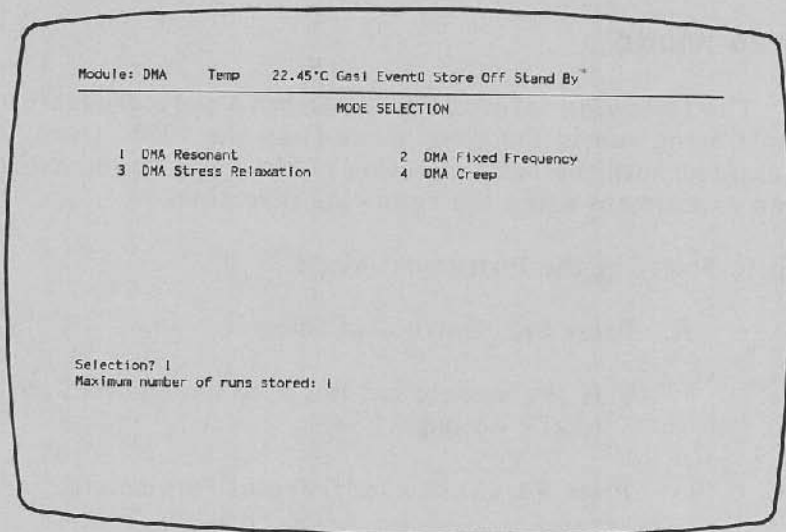 Module: DMA Temp 22.45°C Gas1 Event0 Store Off Stand By
MODE SELECTION
1 DMA Resonant 2 DMA Fixed Frequency
3 DMA Stress Relaxation 4 DMA Creep
Selection? 1
Maximum number of runs stored: 1